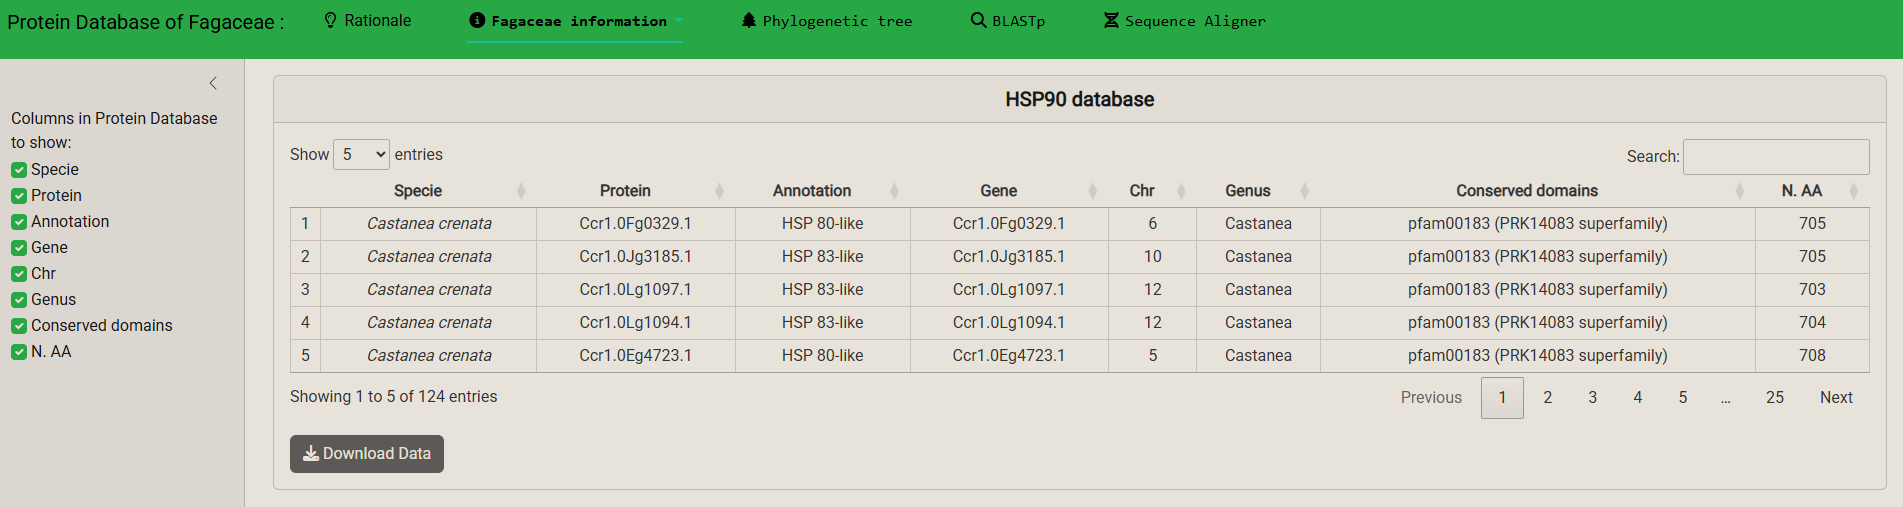 Protein Database of Fagaceae :
Rationale
Fagaceae information
Phylogenetic tree
BLASTp
Sequence Aligner
Columns in Protein Database
to show:
Specie
Protein
Annotation
Gene
Chr
Genus
Conserved domains
N. AA
HSP90 database
Show 5 entries
Search:
Specie Protein Annotation Gene Chr Genus Conserved domains N. AA
1 Castanea crenata Ccr1.0Fg0329.1 HSP 80-like Ccr1.0Fg0329.1 6 Castanea pfam00183 (PRK14083 superfamily) 705
2 Castanea crenata Ccr1.0Jg3185.1 HSP 83-like Ccr1.0Jg3185.1 10 Castanea pfam00183 (PRK14083 superfamily) 705
3 Castanea crenata Ccr1.0Lg1097.1 HSP 83-like Ccr1.0Lg1097.1 12 Castanea pfam00183 (PRK14083 superfamily) 703
4 Castanea crenata Ccr1.0Lg1094.1 HSP 83-like Ccr1.0Lg1094.1 12 Castanea pfam00183 (PRK14083 superfamily) 704
5 Castanea crenata Ccr1.0Eg4723.1 HSP 80-like Ccr1.0Eg4723.1 5 Castanea pfam00183 (PRK14083 superfamily) 708
Showing 1 to 5 of 124 entries
Previous 1 2 3 4 5 … 25 Next
Download Data